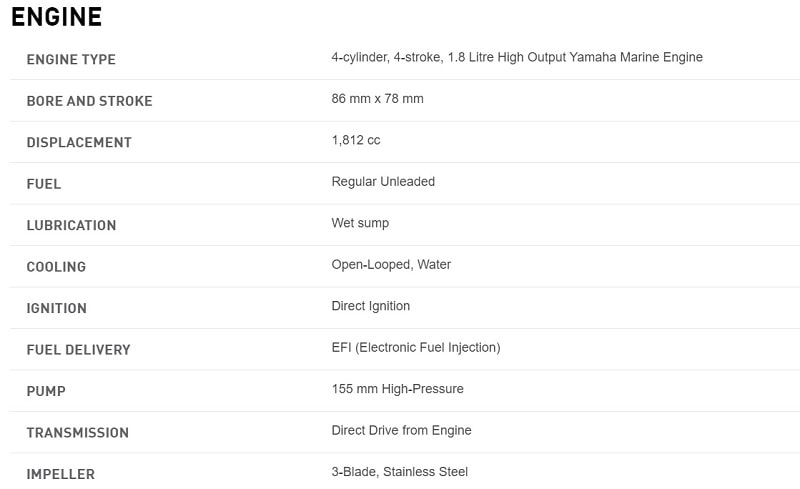 ENGINE
ENGINE TYPE 4-cylinder, 4-stroke, 1.8 Litre High Output Yamaha Marine Engine
BORE AND STROKE 86 mm x 78 mm
DISPLACEMENT 1,812 cc
FUEL Regular Unleaded
LUBRICATION Wet sump
COOLING Open-Looped, Water
IGNITION Direct Ignition
FUEL DELIVERY EFI (Electronic Fuel Injection)
PUMP 155 mm High-Pressure
TRANSMISSION Direct Drive from Engine
IMPELLER 3-Blade, Stainless Steel